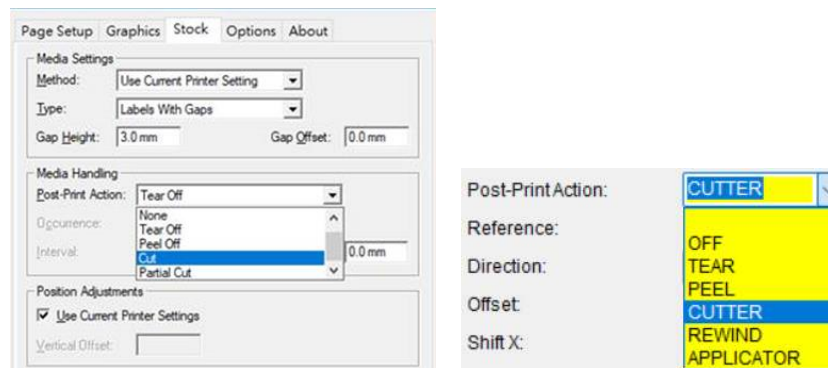 Page Setup Graphics Stock Options About
Media Settings
Method: Use Current Printer Setting
Type: Labels With Gaps
Gap Height: 3.0 mm Gap Offset: 0.0 mm
Media Handling
Post-Print Action: Tear Off
None
Occurrence:
Tear Off
Peel Off
Interval:
Cut
0.0 mm
Partial Cut
Position Adjustments
Use Current Printer Settings
Vertical Offset:
Post-Print Action: CUTTER
Reference:
OFF
Direction:
TEAR
PEEL
Offset:
CUTTER
Shift X:
REWIND
APPLICATOR